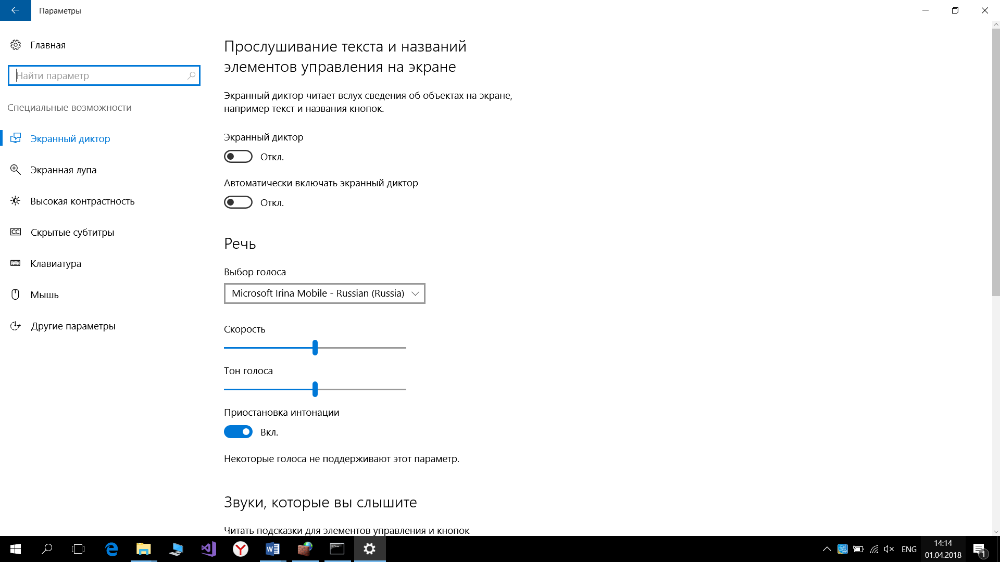 Параметры
Главная
Найти параметр
Специальные возможности
Экранный диктор
Экранная лупа
Высокая контрастность
Скрытые субтитры
Клавиатура
Мышь
Другие параметры
Прослушивание текста и названий
элементов управления на экране
Экранный диктор читает вслух сведения об объектах на экране,
например текст и названия кнопок.
Экранный диктор
Откл.
Автоматически включать экранный диктор
Откл.
Речь
Выбор голоса
Microsoft Irina Mobile - Russian (Russia)
Скорость
Тон голоса
Приостановка интонации
Вкл.
Некоторые голоса не поддерживают этот параметр.
Звуки, которые вы слышите
Читать подсказки для элементов управления и кнопок
ENG
14:14
01.04.2018
1